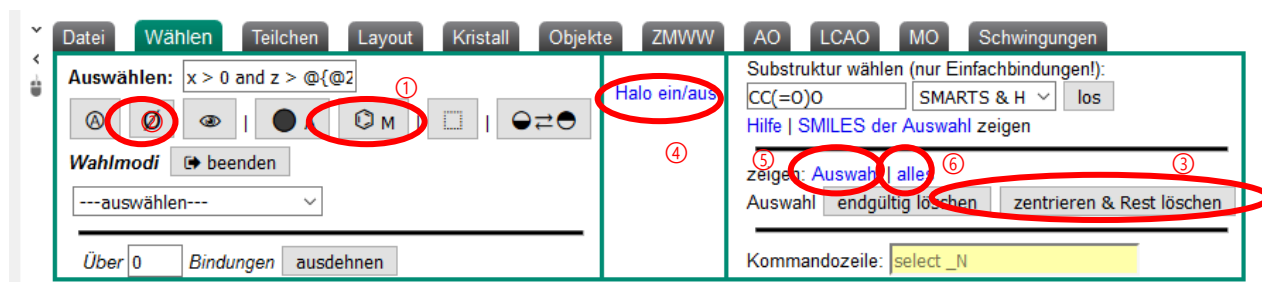 Datei Wählen Teilchen Layout Kristall Objekte ZMWW AO LCAO MO Schwingungen
Auswählen: x > 0 and z > @{@2
①
Ⓐ | A M | ⇄
Wahlmodi beenden
---auswählen---
Über 0 Bindungen ausdehnen
Halo ein/aus
④
Substruktur wählen (nur Einfachbindungen!):
CC(=O)O SMARTS & H los
Hilfe | SMILES der Auswahl zeigen
⑤ ⑥ ③
zeigen: Auswahl | alles
Auswahl endgültig löschen zentrieren & Rest löschen
Kommandozeile: select _N